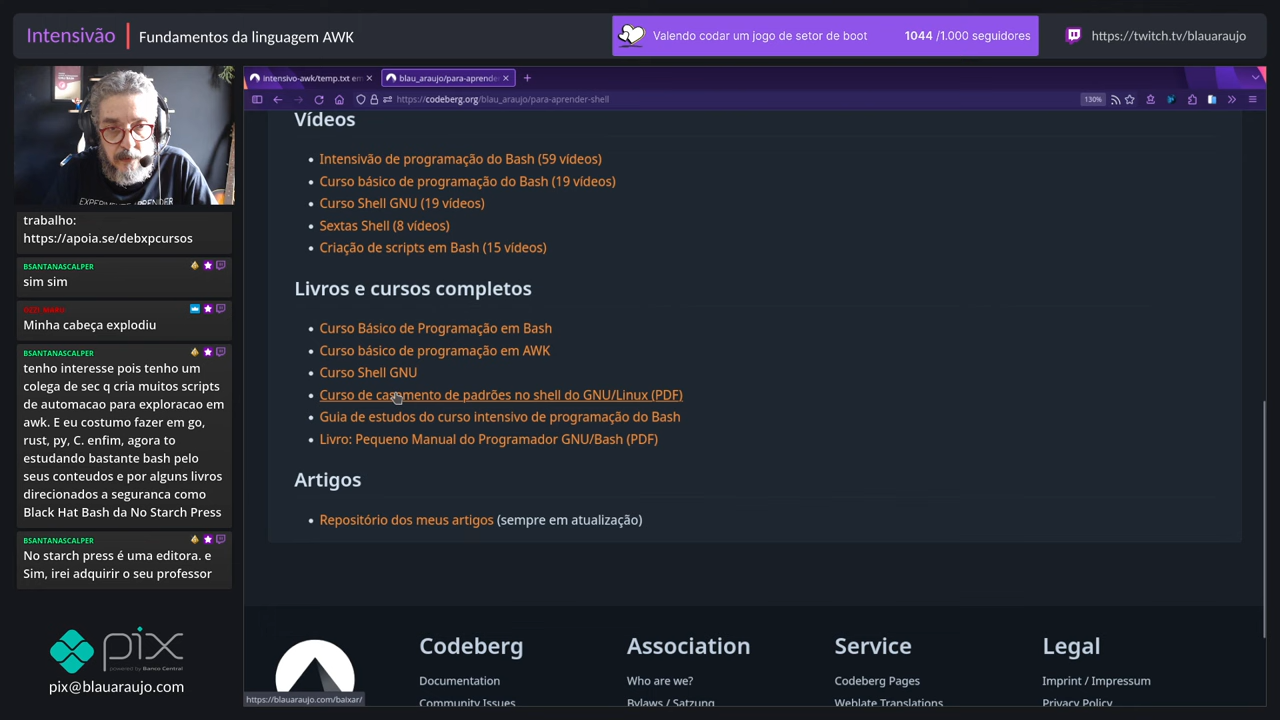 Intensivão
Fundamentos da linguagem AWK
Valendo codar um jogo de setor de boot
1044 /1.000 seguidores
https://twitch.tv/blauaraujo
intensivo-awk/temp.txt em
blau_araujo/para-aprende
https://codeberg.org/blau_araujo/para-aprender-shell
130%
trabalho:
https://apoia.se/debxpcursos
BSANTANASCALPER
sim sim
Minha cabeça explodiu
BSANTANASCALPER
tenho interesse pois tenho um
colega de sec q cria muitos scripts
de automacao para exploracao em
awk. E eu costumo fazer em go,
rust, py, C. enfim, agora to
estudando bastante bash pelo
seus conteudos e por alguns livros
direcionados a seguranca como
Black Hat Bash da No Starch Press
BSANTANASCALPER
No starch press é uma editora. e
Sim, irei adquirir o seu professor
pix
powered by Banco Central
pix@blauaraujo.com
Vídeos
Intensivão de programação do Bash (59 vídeos)
Curso básico de programação do Bash (19 vídeos)
Curso Shell GNU (19 vídeos)
Sextas Shell (8 vídeos)
Criação de scripts em Bash (15 vídeos)
Livros e cursos completos
Curso Básico de Programação em Bash
Curso básico de programação em AWK
Curso Shell GNU
Curso de casamento de padrões no shell do GNU/Linux (PDF)
Guia de estudos do curso intensivo de programação do Bash
Livro: Pequeno Manual do Programador GNU/Bash (PDF)
Artigos
Repositório dos meus artigos (sempre em atualização)
Codeberg
Documentation
Community Issues
Association
Who are we?
Bylaws / Satzung
Service
Codeberg Pages
Weblate Translations
Legal
Imprint / Impressum
Privacy Policy
https://blauaraujo.com/baixar/